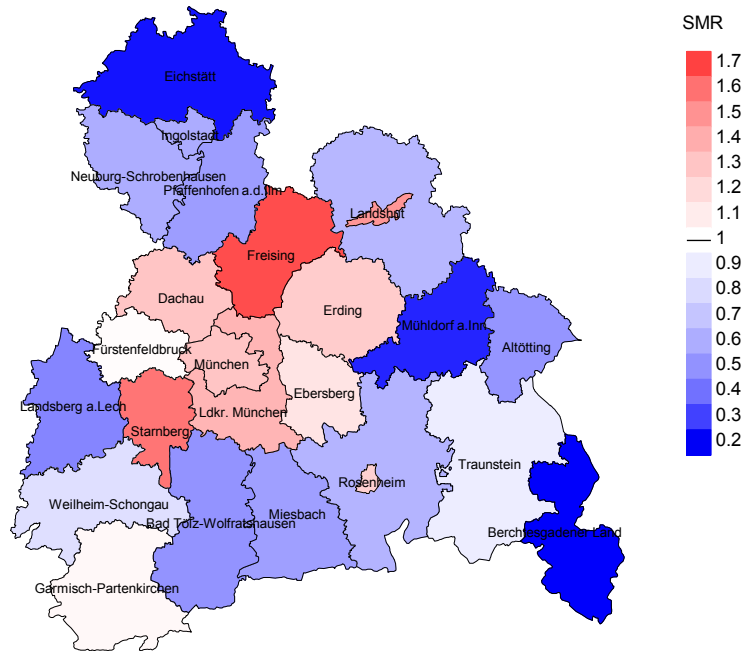 SMR
1.7
1.6
1.5
1.4
1.3
1.2
1.1
1
0.9
0.8
0.7
0.6
0.5
0.4
0.3
0.2
Eichstätt
Ingolstadt
Neuburg-Schrobenhausen
Pfaffenhofen a.d.Ilm
Landshut
Freising
Dachau
Erding
Mühldorf a.Inn
Altötting
Fürstenfeldbruck
München
Ebersberg
Landsberg a.Lech
Ldkr. München
Starnberg
Traunstein
Rosenheim
Weilheim-Schongau
Miesbach
Bad Tölz-Wolfratshausen
Berchtesgadener Land
Garmisch-Partenkirchen